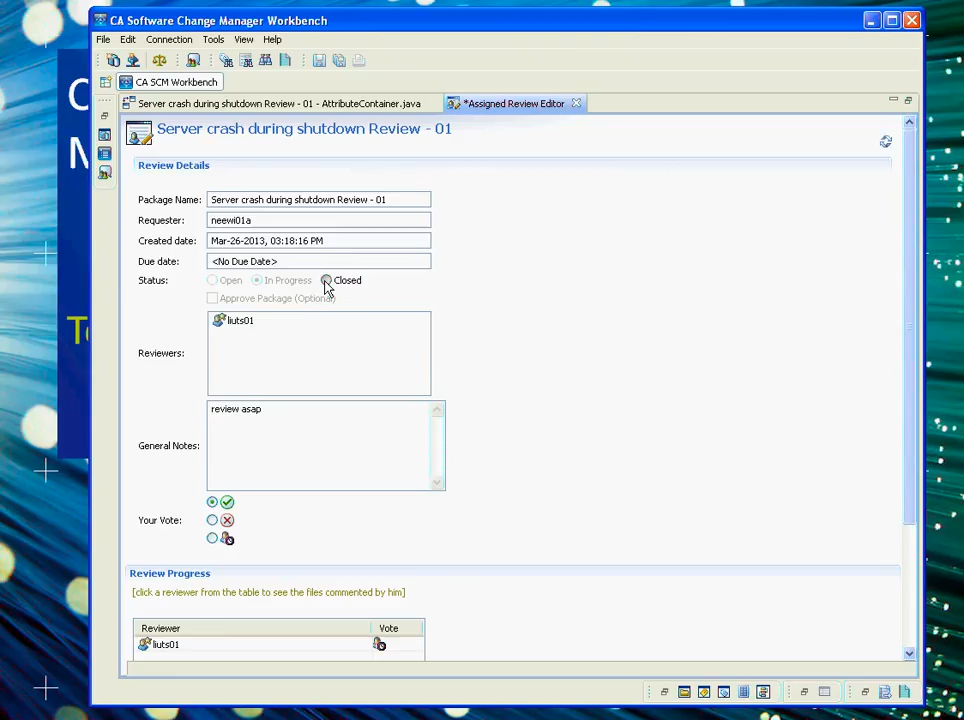 CA Software Change Manager Workbench
File Edit Connection Tools View Help
CA SCM Workbench
Server crash during shutdown Review - 01 - AttributeContainer.java *Assigned Review Editor
Server crash during shutdown Review - 01
Review Details
Package Name: Server crash during shutdown Review - 01
Requester: neewi01a
Created date: Mar-26-2013, 03:18:16 PM
Due date: <No Due Date>
Status: Open In Progress Closed
Approve Package (Optional)
liuts01
Reviewers:
review asap
General Notes:
Your Vote:
Review Progress
[click a reviewer from the table to see the files commented by him]
Reviewer Vote
liuts01